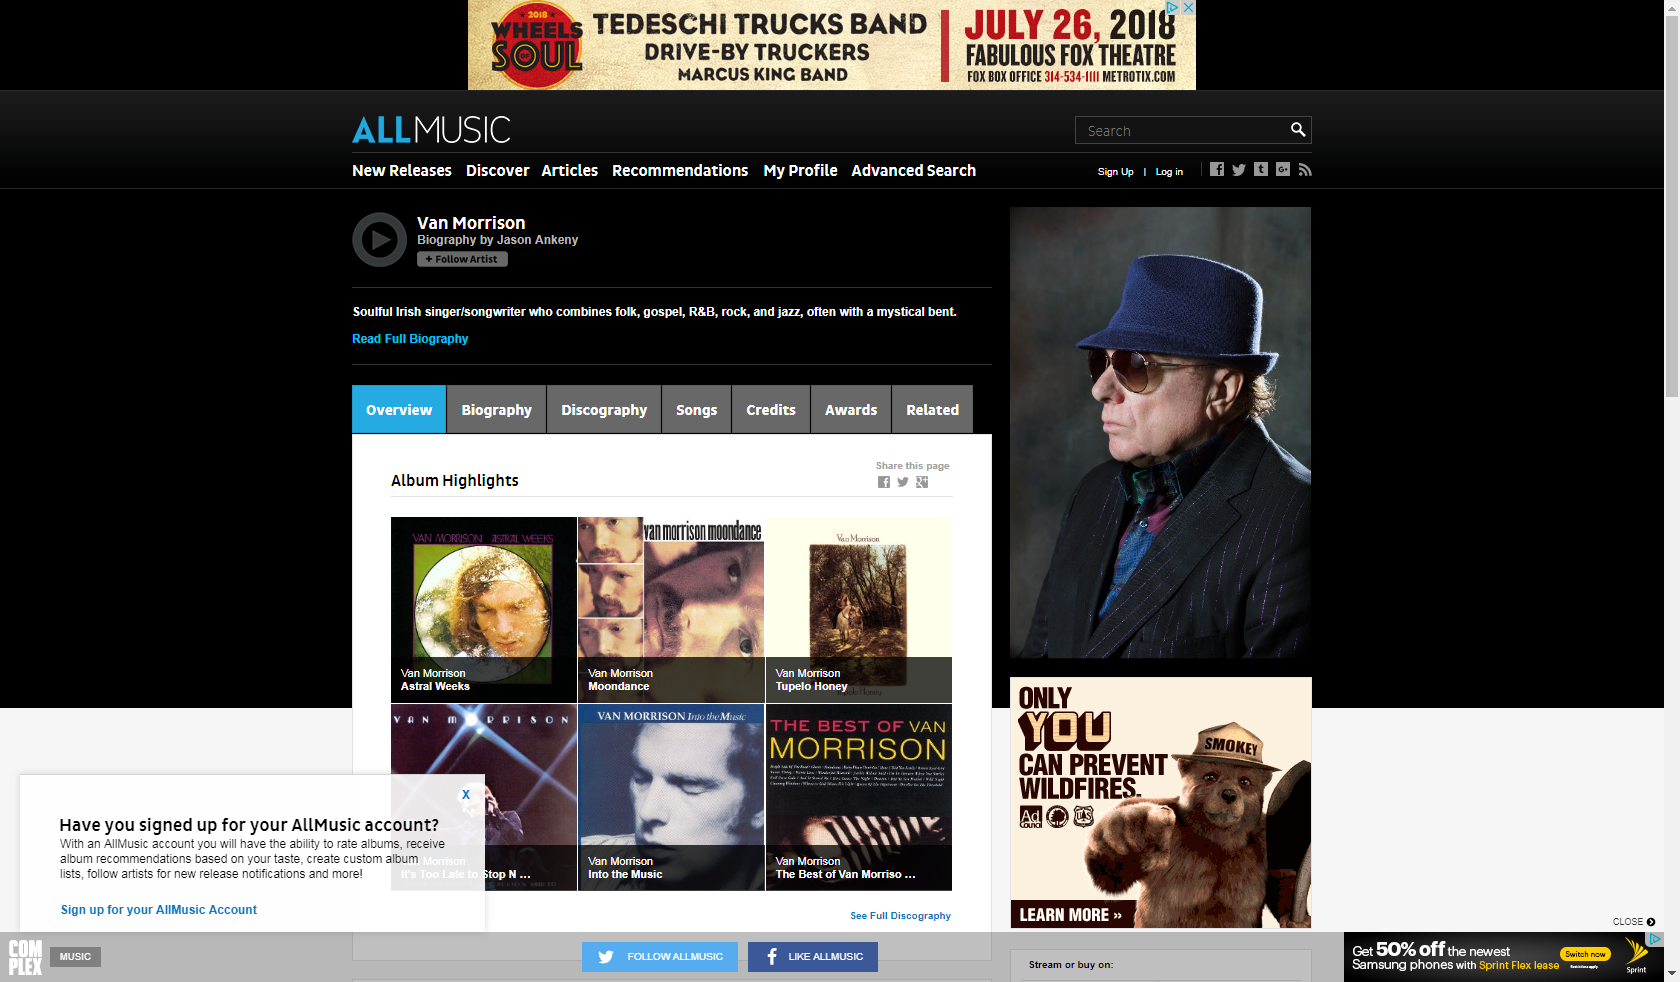 2018
WHEELS
OF
SOUL
TEDESCHI TRUCKS BAND
DRIVE-BY TRUCKERS
MARCUS KING BAND
JULY 26, 2018
FABULOUS FOX THEATRE
FOX BOX OFFICE 314-534-1111 METROTIX.COM
ALLMUSIC
Search
New Releases Discover Articles Recommendations My Profile Advanced Search
Sign Up | Log in
Van Morrison
Biography by Jason Ankeny
+ Follow Artist
Soulful Irish singer/songwriter who combines folk, gospel, R&B, rock, and jazz, often with a mystical bent.
Read Full Biography
Overview Biography Discography Songs Credits Awards Related
Album Highlights
Share this page
VAN MORRISON ASTRAL WEEKS
Van Morrison
Astral Weeks
van morrison moondance
Van Morrison
Moondance
Van Morrison
Tupelo Honey
Van Morrison
Tupelo Honey
VAN MORRISON
Morrison
It's Too Late to Stop N ...
VAN MORRISON Into the Music
Van Morrison
Into the Music
THE BEST OF VAN
MORRISON
Van Morrison
The Best of Van Morriso ...
See Full Discography
X
Have you signed up for your AllMusic account?
With an AllMusic account you will have the ability to rate albums, receive
album recommendations based on your taste, create custom album
lists, follow artists for new release notifications and more!
Sign up for your AllMusic Account
ONLY
YOU
CAN PREVENT
WILDFIRES.
Ad
Council
US
SMOKEY
LEARN MORE »
COM
PLEX
MUSIC
FOLLOW ALLMUSIC
LIKE ALLMUSIC
Stream or buy on:
CLOSE
Get 50% off the newest
Samsung phones with Sprint Flex lease
Switch now
Restrictions apply.
Sprint